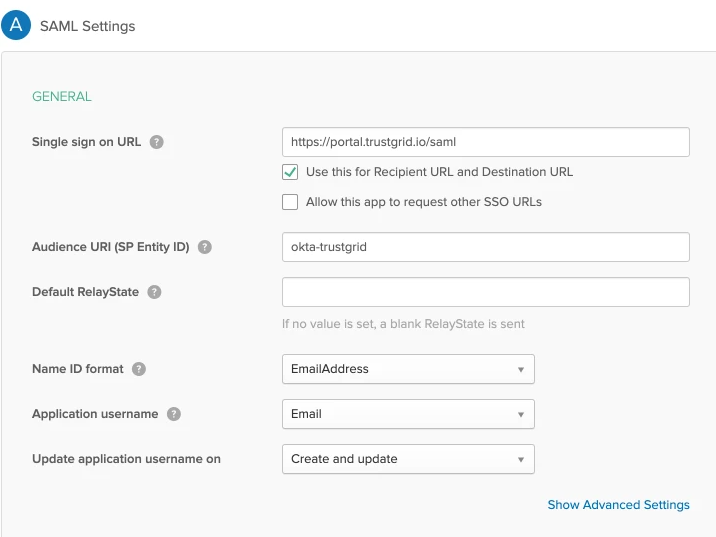 A SAML Settings
GENERAL
Single sign on URL ?
https://portal.trustgrid.io/saml
Use this for Recipient URL and Destination URL
Allow this app to request other SSO URLs
Audience URI (SP Entity ID) ?
okta-trustgrid
Default RelayState ?
If no value is set, a blank RelayState is sent
Name ID format ?
EmailAddress
Application username ?
Email
Update application username on
Create and update
Show Advanced Settings